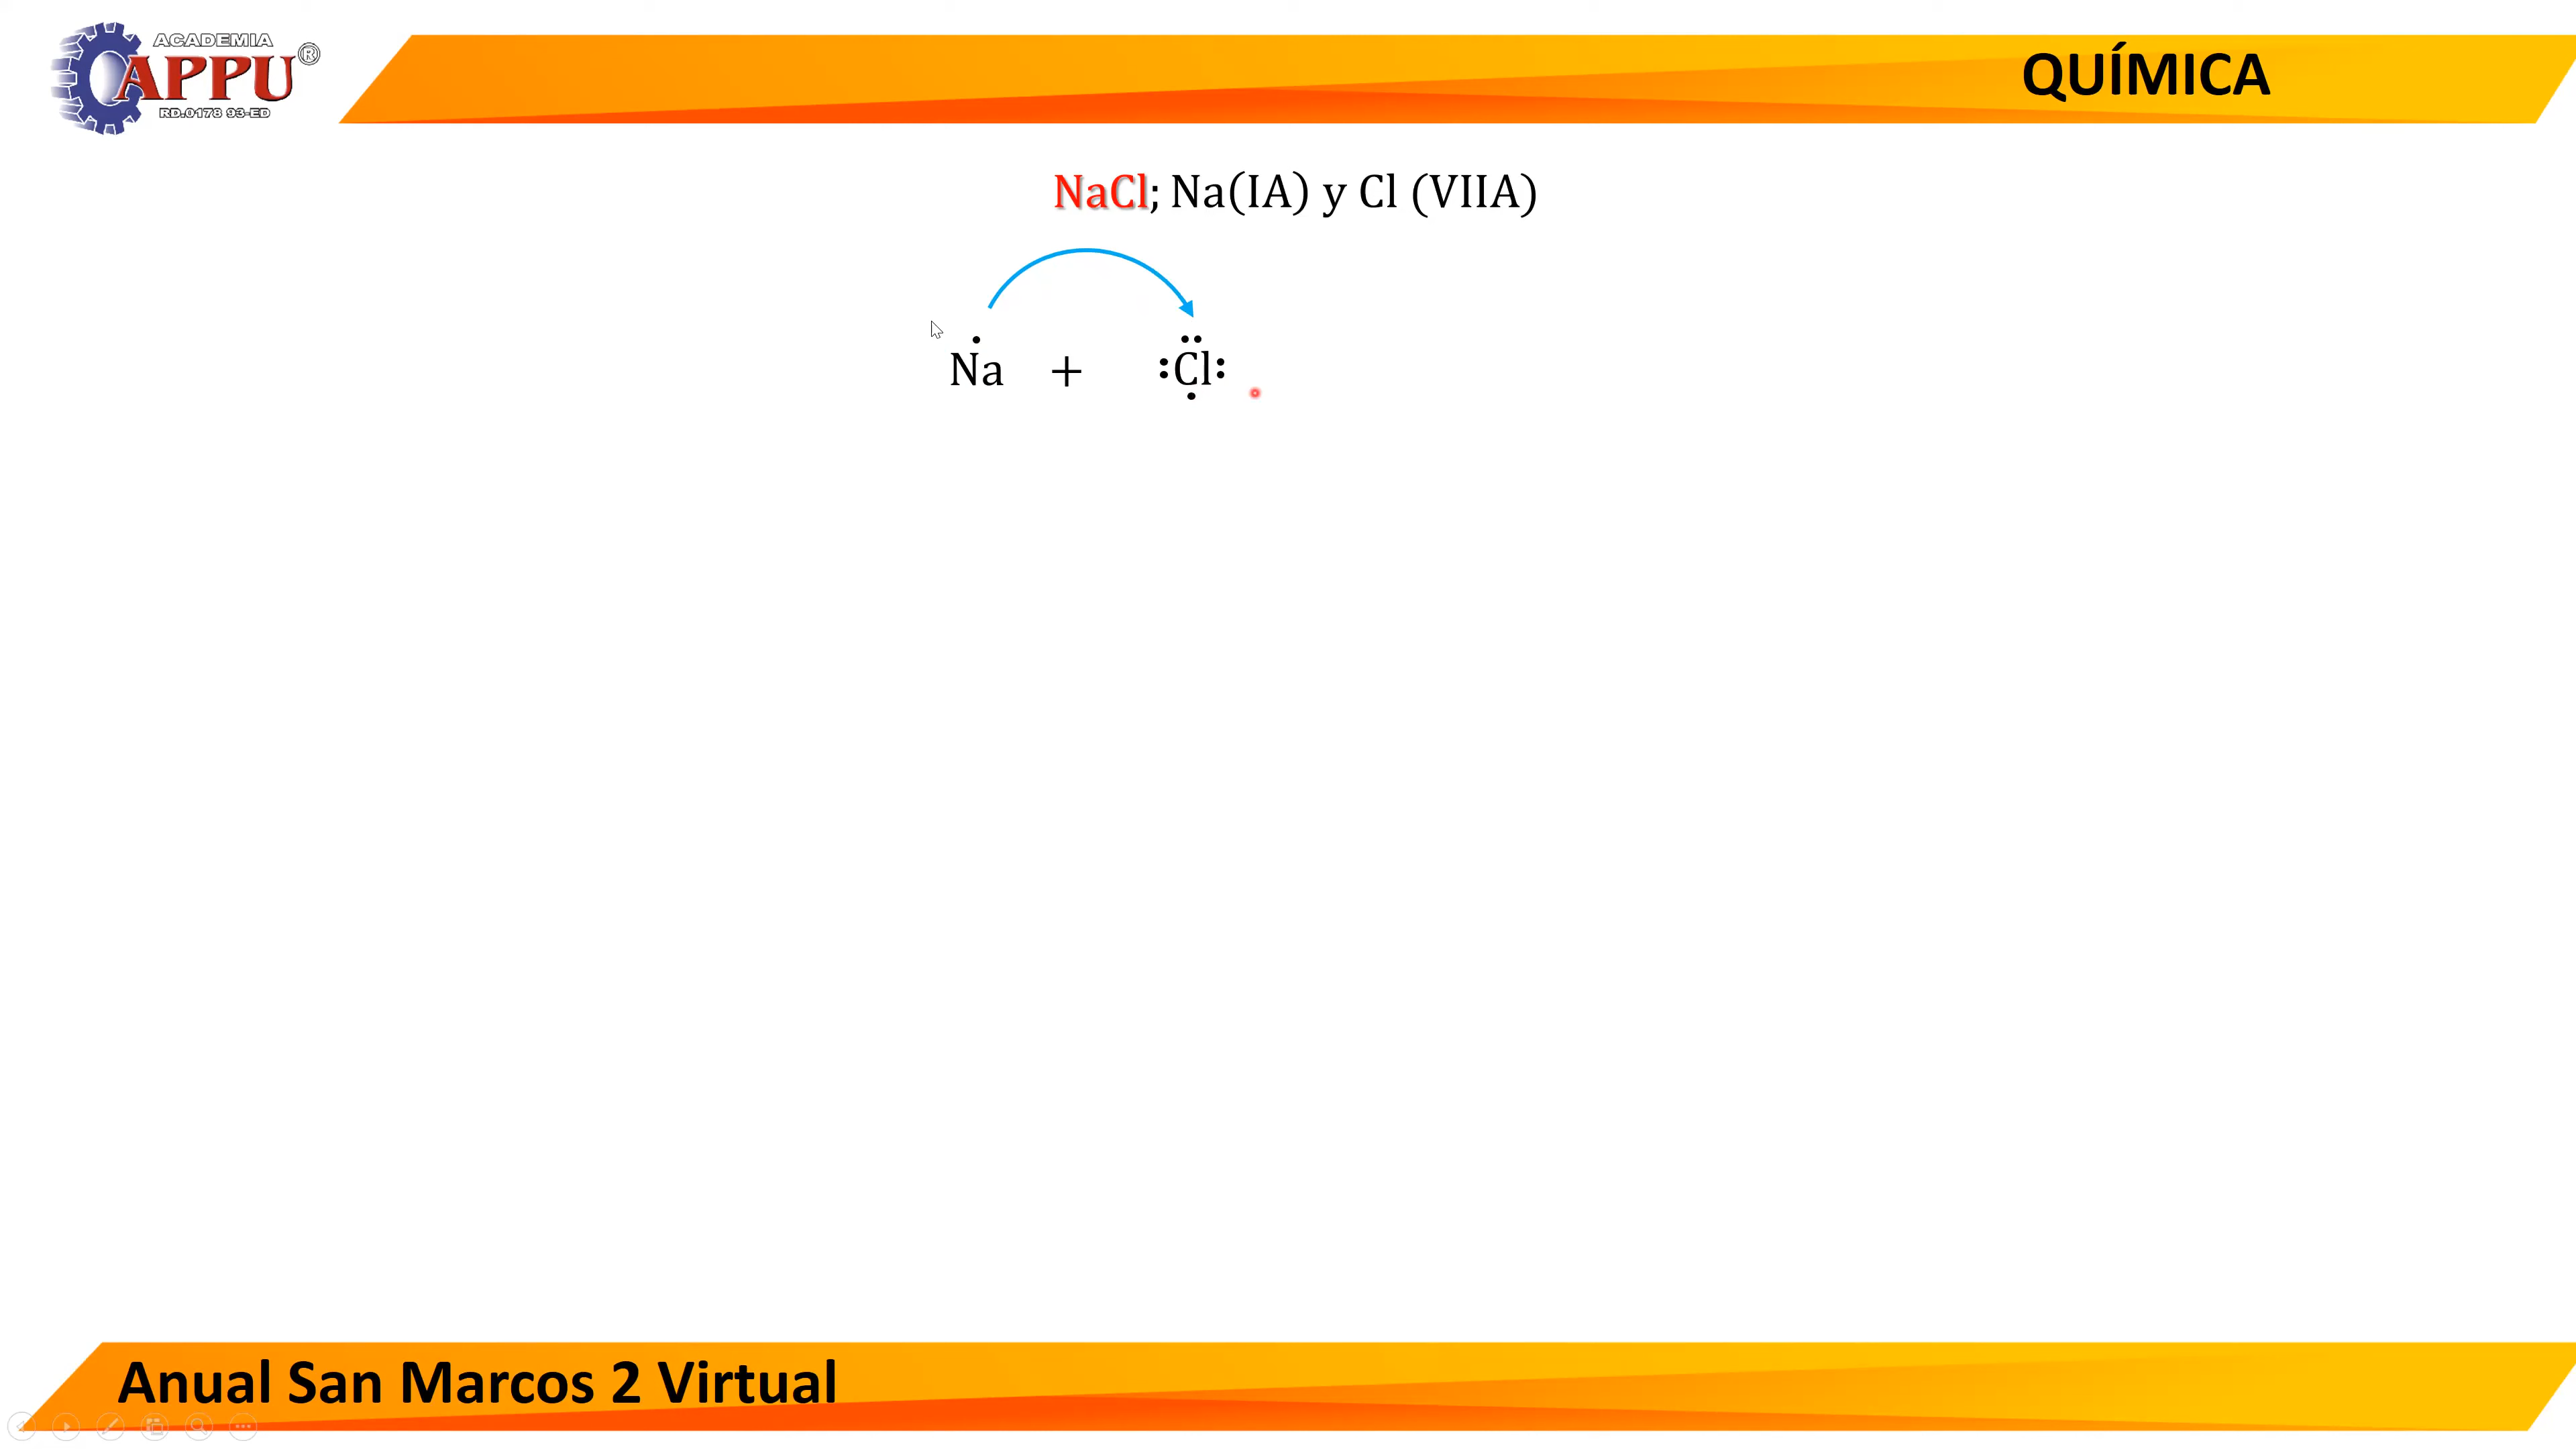 ACADEMIA
APPU®
RD.0178 93-ED
QUÍMICA
NaCl; Na(IA) y Cl (VIIA)
Na + Cl
Anual San Marcos 2 Virtual